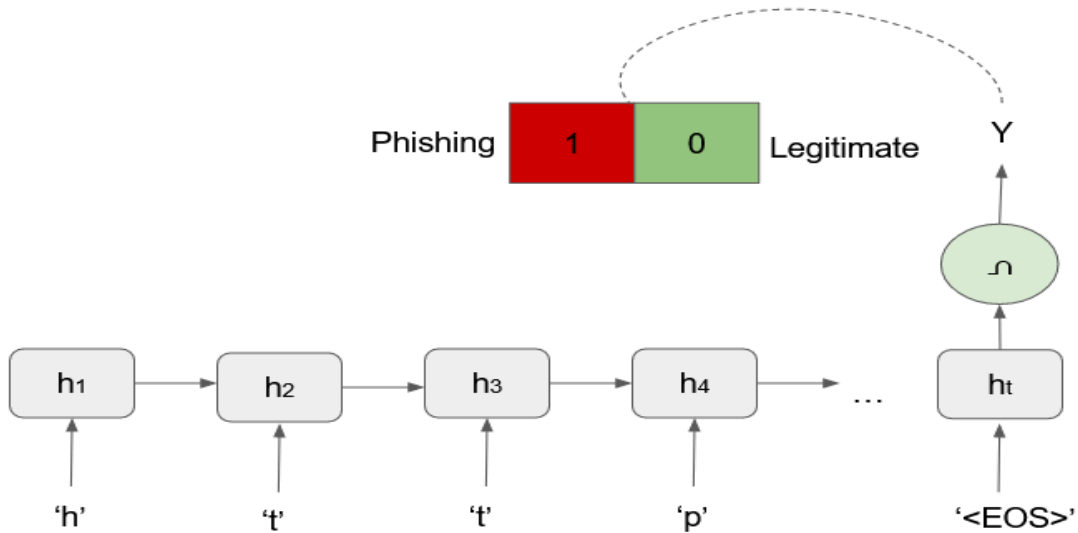 Phishing 1 0 Legitimate
Y
h1 h2 h3 h4 ... ht
‘h’ ‘t’ ‘t’ ‘p’ ‘<EOS>’